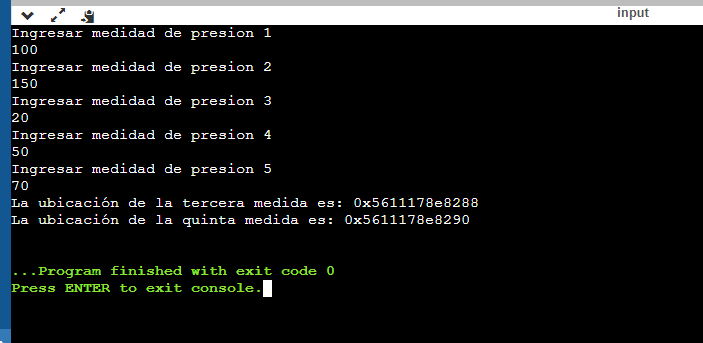 input
Ingresar medidad de presion 1
100
Ingresar medidad de presion 2
150
Ingresar medidad de presion 3
20
Ingresar medidad de presion 4
50
Ingresar medidad de presion 5
70
La ubicación de la tercera medida es: 0x5611178e8288
La ubicación de la quinta medida es: 0x5611178e8290
...Program finished with exit code 0
Press ENTER to exit console.